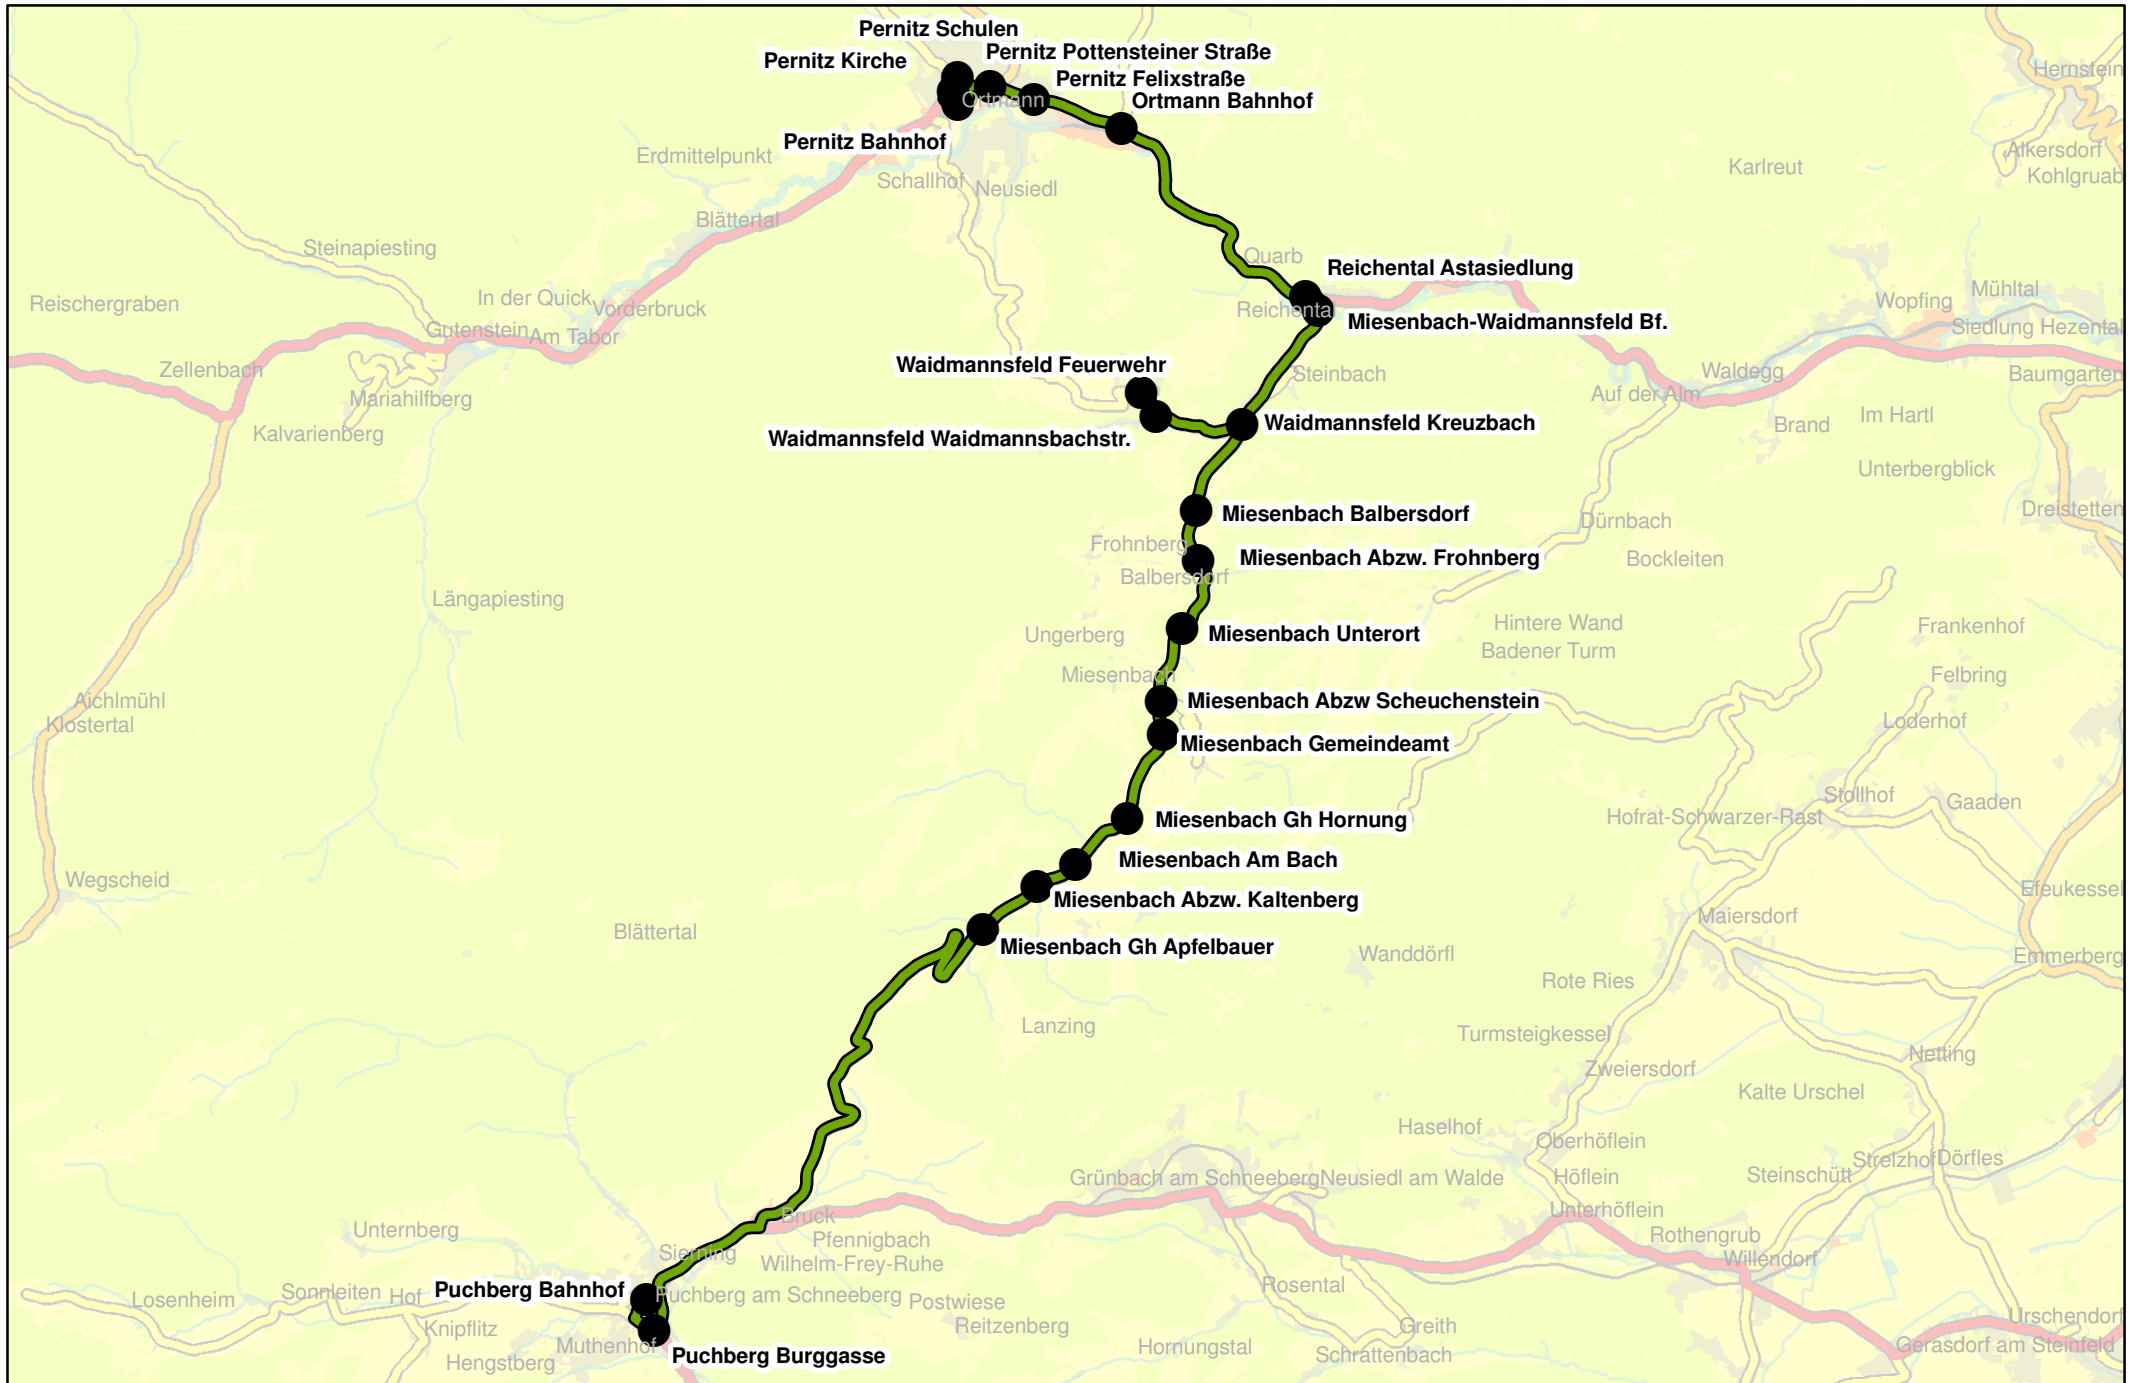 Pernitz Schulen
Pernitz Pottensteiner Straße
Pernitz Kirche
Pernitz Felixstraße
Hernstein
Ortmann
Ortmann Bahnhof
Pernitz Bahnhof
Erdmittelpunkt
Alkersdorf
Karlreut
Kohlgruab
Schallhof
Neusiedl
Blättertal
Steinapiesting
Quarb
Reichental Astasiedlung
Mühltal
In der Quick
Reischergraben
Wopfing
Vorderbruck
Reichenta
Miesenbach-Waidmannsfeld Bf.
Siedlung Hezental
Gutenstein
Am Tabor
Waidmannsfeld Feuerwehr
Zellenbach
Steinbach
Waldegg
Baumgarten
Auf der Alm
Mariahilfberg
Im Hartl
Waidmannsfeld Kreuzbach
Brand
Kalvarienberg
Waidmannsfeld Waidmannsbachstr.
Unterbergblick
Dreistetten
Miesenbach Balbersdorf
Dürnbach
Frohnberg
Miesenbach Abzw. Frohnberg
Bockleiten
Balbersdorf
Längapiesting
Hintere Wand
Frankenhof
Ungerberg
Miesenbach Unterort
Badener Turm
Miesenbach
Felbring
Aichlmühl
Miesenbach Abzw Scheuchenstein
Klostertal
Loderhof
Miesenbach Gemeindeamt
Stollhof
Gaaden
Hofrat-Schwarzer-Rast
Miesenbach Gh Hornung
Miesenbach Am Bach
Wegscheid
Efeukessel
Miesenbach Abzw. Kaltenberg
Maiersdorf
Blättertal
Miesenbach Gh Apfelbauer
Wanddörfl
Emmerberg
Rote Ries
Lanzing
Turmsteigkessel
Netting
Zweiersdorf
Kalte Urschel
Haselhof
Oberhöflein
Strelzhof
Dörfles
Grünbach am Schneeberg
Neusiedl am Walde
Höflein
Steinschütt
Unterhöflein
Bruck
Unternberg
Pfennigbach
Rothengrub
Sierning
Wilhelm-Frey-Ruhe
Willendorf
Rosental
Puchberg Bahnhof
Puchberg am Schneeberg
Sonnleiten
Hof
Losenheim
Postwiese
Urschendorf
Knipflitz
Reitzenberg
Greith
Muthenhof
Hornungstal
Gerasdorf am Steinfeld
Puchberg Burggasse
Schrattenbach
Hengstberg